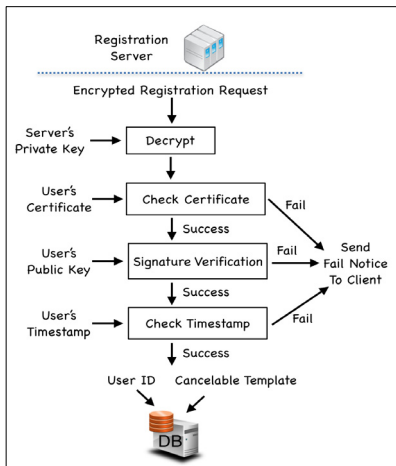 Registration
Server
Encrypted Registration Request
Server's
Private Key
Decrypt
User's
Certificate
Check Certificate
Fail
Success
User's
Public Key
Signature Verification
Fail
Send
Fail Notice
To Client
Success
User's
Timestamp
Check Timestamp
Fail
Success
User ID
Cancelable Template
DB